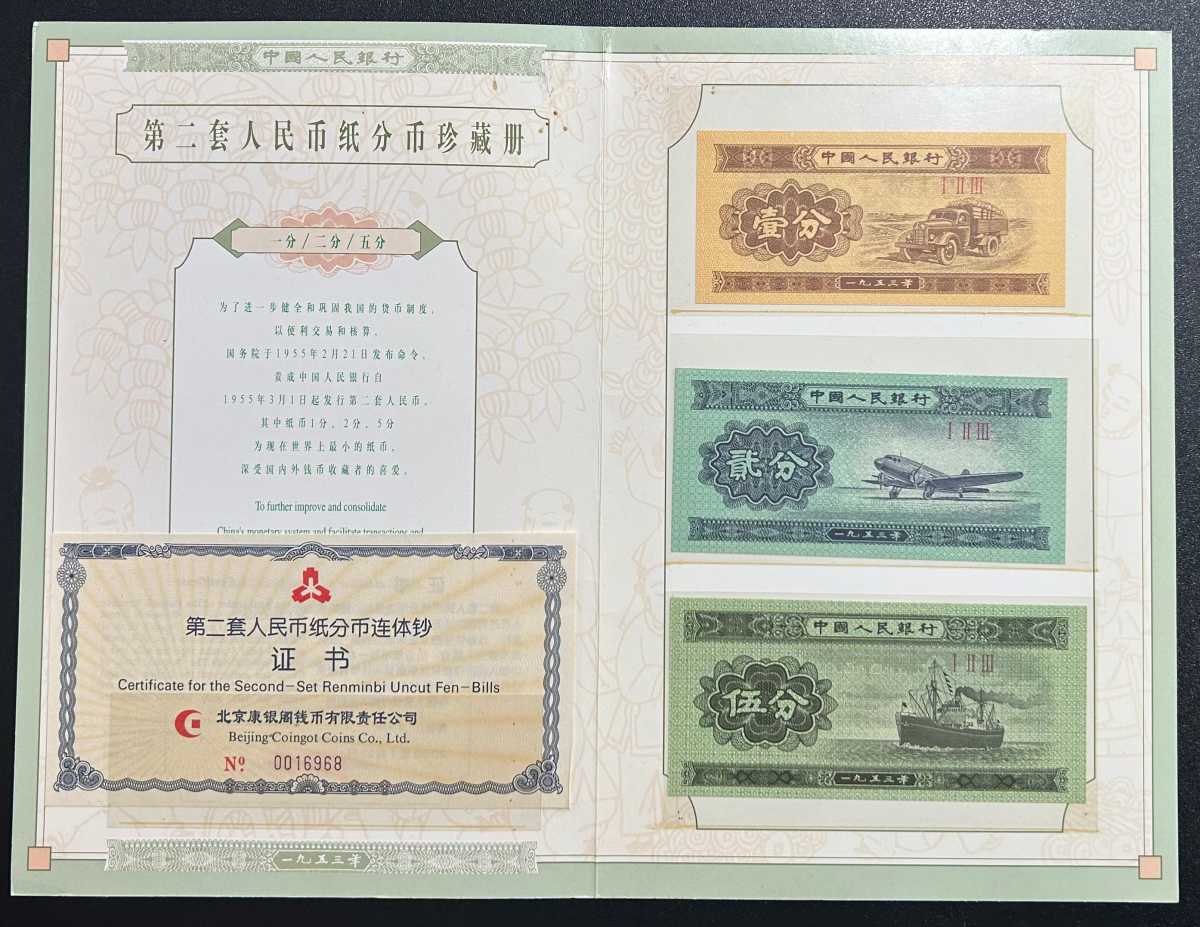 中國人民銀行
第二套人民币纸分币珍藏册
一分/二分/五分
为了进一步健全和巩固我国的货币制度,
以便利交易和核算。
国务院于1955年2月21日发布命令,
责成中国人民银行自
1955年3月1日起发行第二套人民币,
其中纸币1分、2分、5分
为现在世界上最小的纸币,
深受国内外钱币收藏者的喜爱。
To further improve and consolidate
China's monetary system and facilitate transactions and
第二套人民币纸分币连体钞
证 书
Certificate for the Second-Set Renminbi Uncut Fen-Bills
北京康银阁钱币有限责任公司
Beijing Coingot Coins Co., Ltd.
Nº 0016968
一九五三年
中國人民銀行
I II III
壹分
一九五三年
中國人民銀行
I II III
貳分
一九五三年
中國人民銀行
I II III
伍分
一九五三年